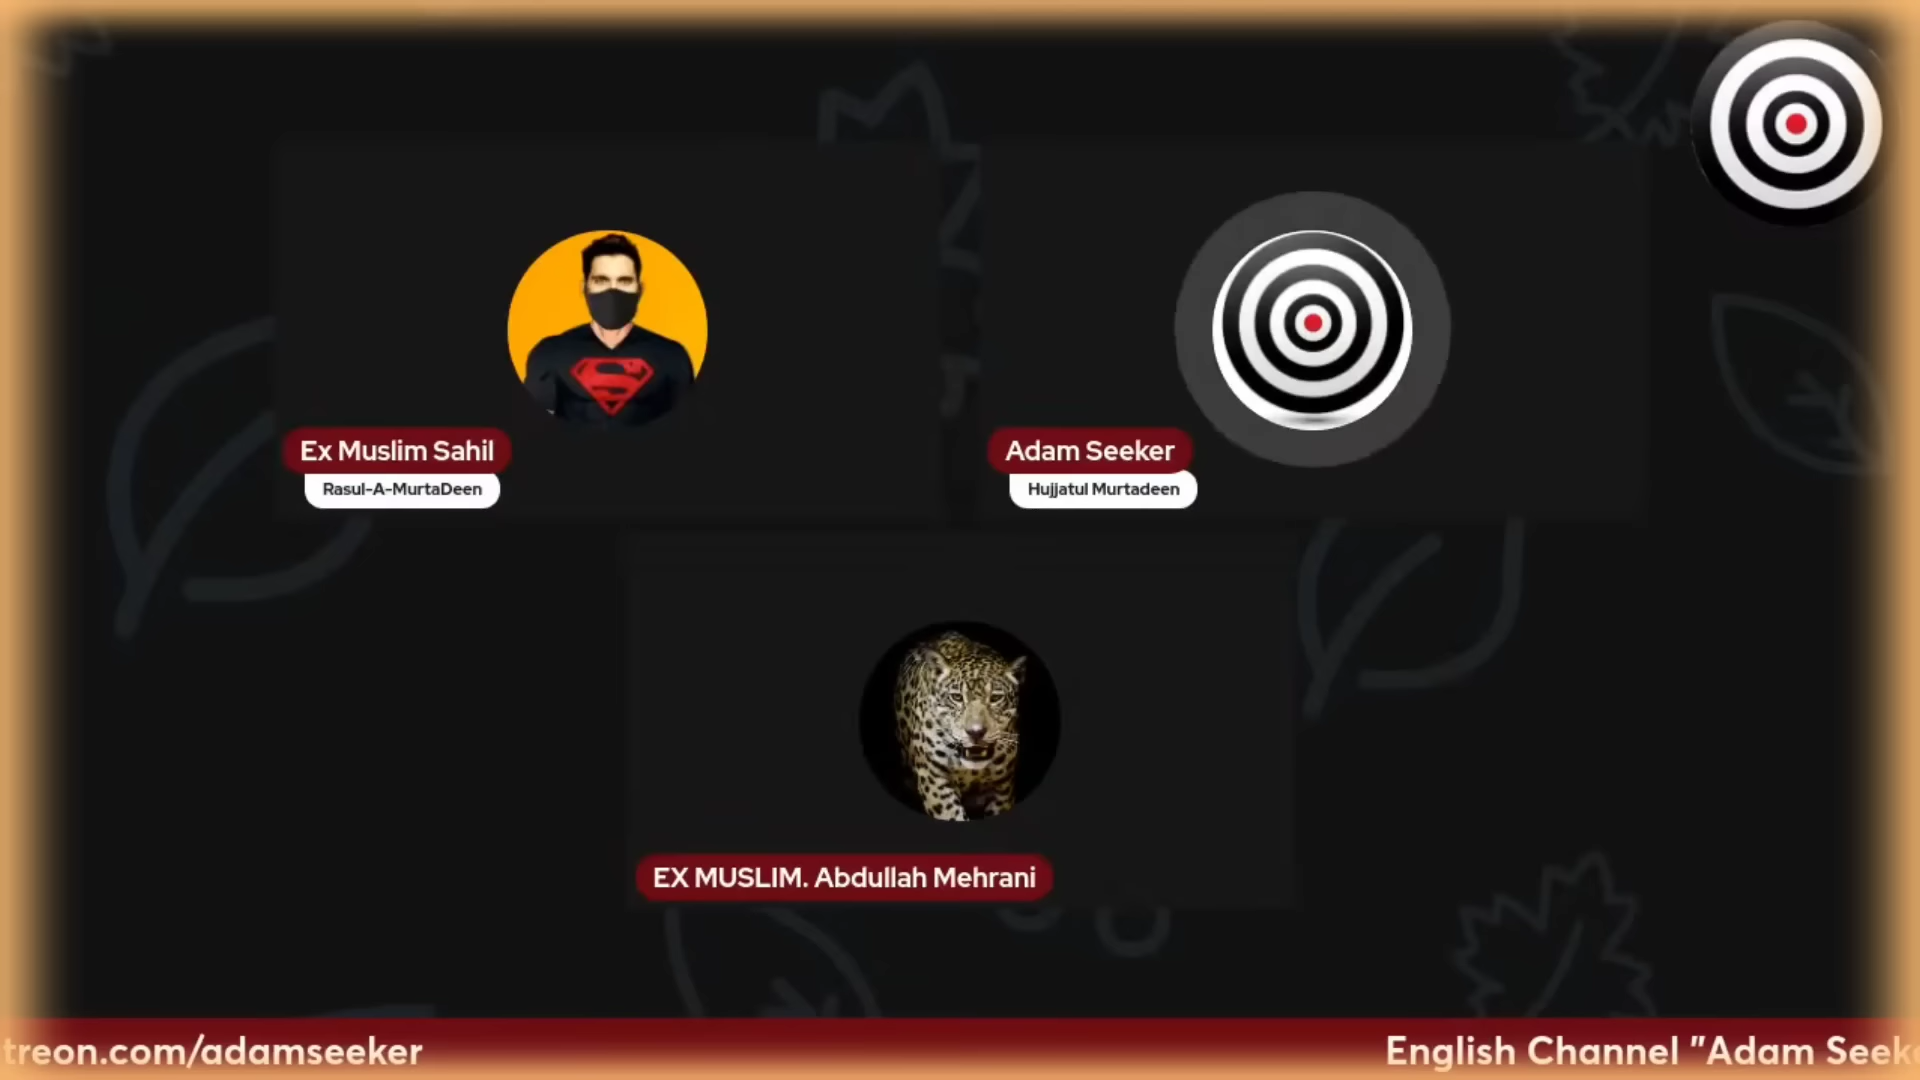 Ex Muslim Sahil
Rasul-A-MurtaDeen
Adam Seeker
Hujjatul Murtadeen
EX MUSLIM. Abdullah Mehrani
treon.com/adamseeker
English Channel "Adam Seek